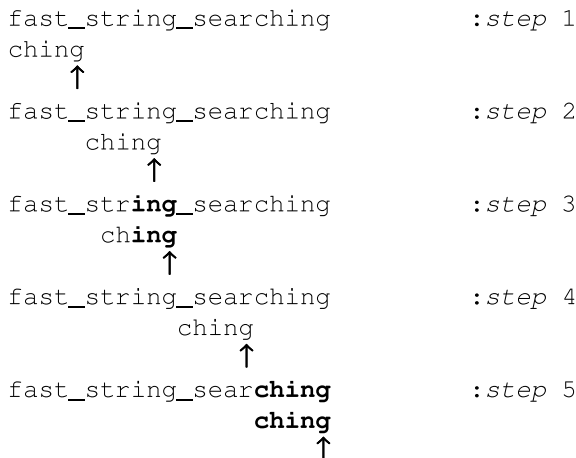 fast_string_searching :step 1
ching
↑
fast_string_searching :step 2
ching
↑
fast_string_searching :step 3
ching
↑
fast_string_searching :step 4
ching
↑
fast_string_searching :step 5
ching
↑